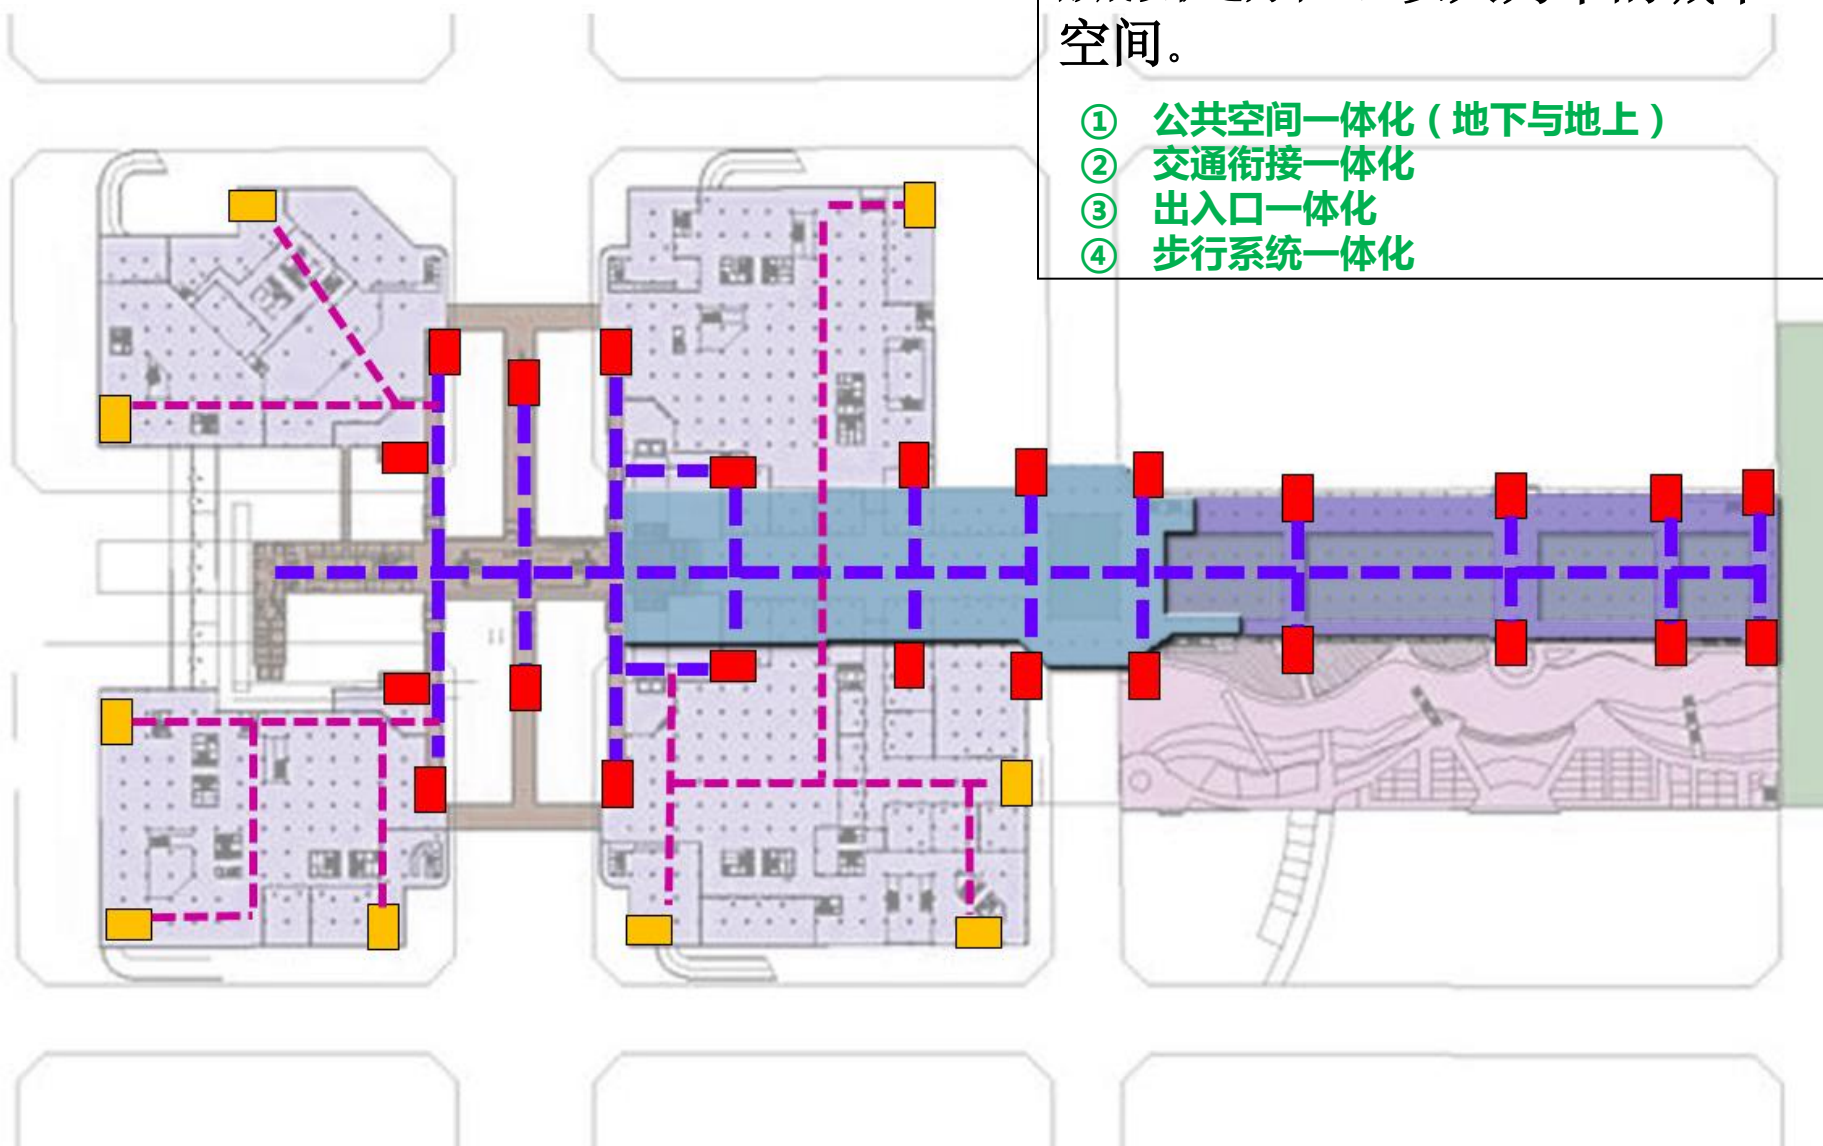 空间。
① 公共空间一体化（地下与地上）
② 交通衔接一体化
③ 出入口一体化
④ 步行系统一体化